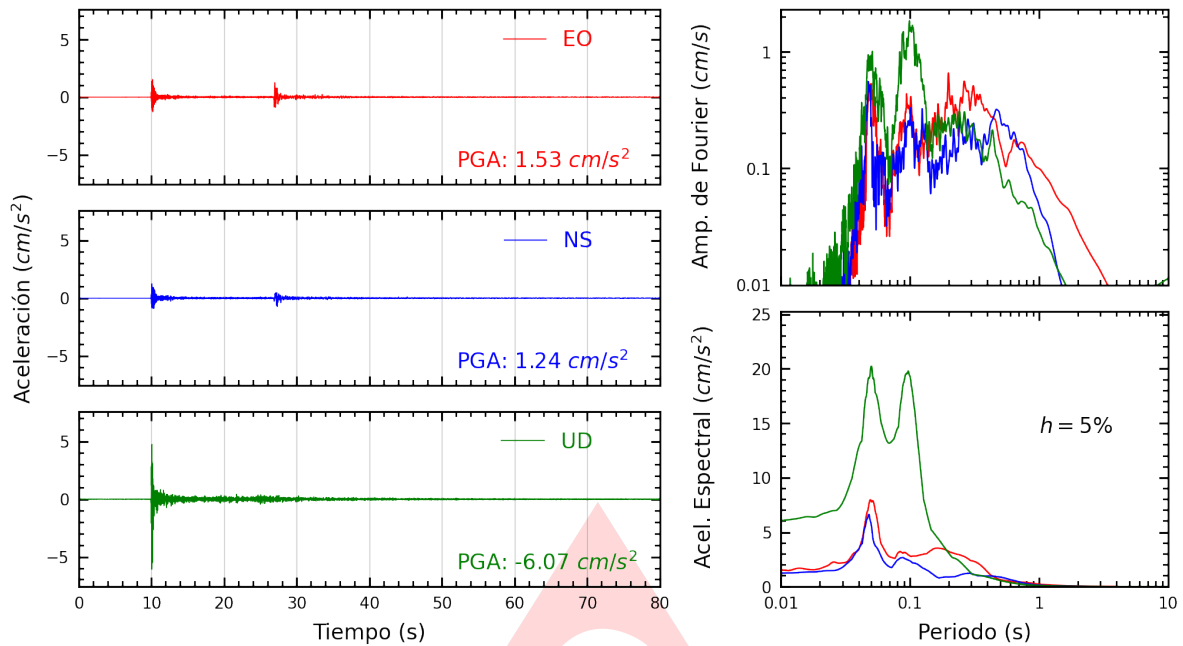 Aceleración (cm/s²)
5
0
−5
EO
PGA: 1.53 cm/s²
5
0
−5
NS
PGA: 1.24 cm/s²
5
0
−5
UD
PGA: -6.07 cm/s²
0 10 20 30 40 50 60 70 80
Tiempo (s)
Amp. de Fourier (cm/s)
1
0.1
0.01
Acel. Espectral (cm/s²)
25
20
15
10
5
0
h = 5%
0.01 0.1 1 10
Periodo (s)